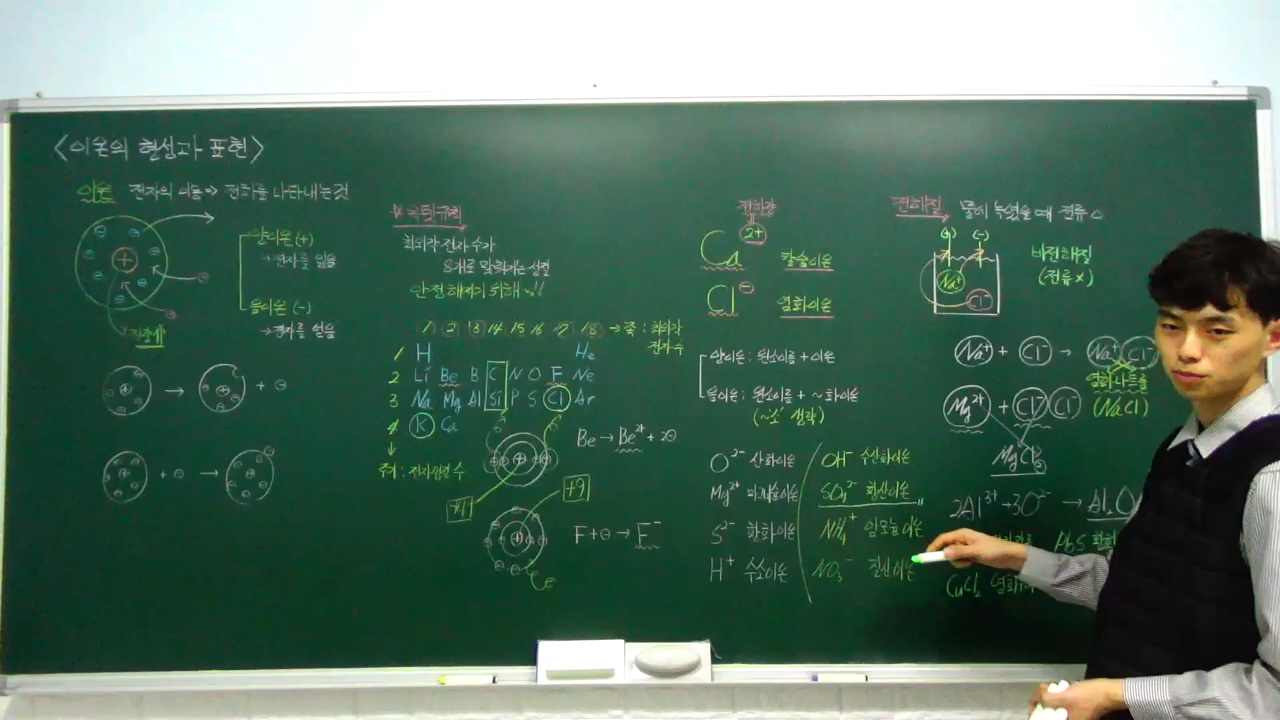 <이온의 형성과 표현>
이온 전자의 이동 ⇒ 전하를 나타내는 것
양이온 (+)
→ 전자를 잃음
음이온 (-)
→ 전자를 얻음
* 옥텟규칙
최외각 전자수가
8개로 맞춰지는 성질
안정해지기 위해
1 2 13 14 15 16 17 18 → 족 : 최외각
전자수
1 H He
2 Li Be B C N O F Ne
3 Na Mg Al Si P S Cl Ar
4 K Ca
주기 : 전자껍질 수
Be → Be²⁺ + 2⊖
+9
F + ⊖ → F⁻
전하량
Ca 2+ 칼슘이온
Cl ⊖ 염화이온
양이온 : 원소이름 + 이온
음이온 : 원소이름 + ~화이온
(~'소' 생략)
O²⁻ 산화이온
Mg²⁺ 마그네슘이온
S²⁻ 황화이온
H⁺ 수소이온
OH⁻ 수산화이온
SO₄²⁻ 황산이온
NH₄⁺ 암모늄이온
NO₃⁻ 질산이온
전해질 물에 녹였을 때 전류 ○
(+) (-)
Na⁺
Cl⁻
비전해질
(전류 x)
Na⁺ + Cl⁻ → Na⁺ Cl⁻
염화나트륨
(NaCl)
Mg²⁺ + Cl⁻ Cl⁻
MgCl₂
2Al³⁺ + 3O²⁻ → Al₂O
PbS 황화
CuCl₂ 염화